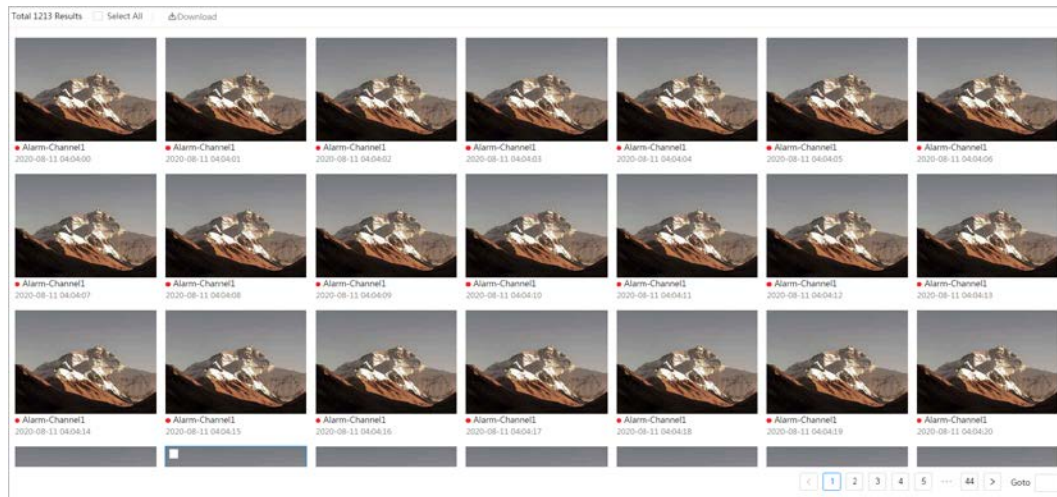 Total 1213 Results Select All Download
Alarm-Channel1 Alarm-Channel1 Alarm-Channel1 Alarm-Channel1 Alarm-Channel1 Alarm-Channel1 Alarm-Channel1
2020-08-11 04:04:00 2020-08-11 04:04:01 2020-08-11 04:04:02 2020-08-11 04:04:03 2020-08-11 04:04:04 2020-08-11 04:04:05 2020-08-11 04:04:06
Alarm-Channel1 Alarm-Channel1 Alarm-Channel1 Alarm-Channel1 Alarm-Channel1 Alarm-Channel1 Alarm-Channel1
2020-08-11 04:04:07 2020-08-11 04:04:08 2020-08-11 04:04:09 2020-08-11 04:04:10 2020-08-11 04:04:11 2020-08-11 04:04:12 2020-08-11 04:04:13
Alarm-Channel1 Alarm-Channel1 Alarm-Channel1 Alarm-Channel1 Alarm-Channel1 Alarm-Channel1 Alarm-Channel1
2020-08-11 04:04:14 2020-08-11 04:04:15 2020-08-11 04:04:16 2020-08-11 04:04:17 2020-08-11 04:04:18 2020-08-11 04:04:19 2020-08-11 04:04:20
< 1 2 3 4 5 ··· 44 > Goto